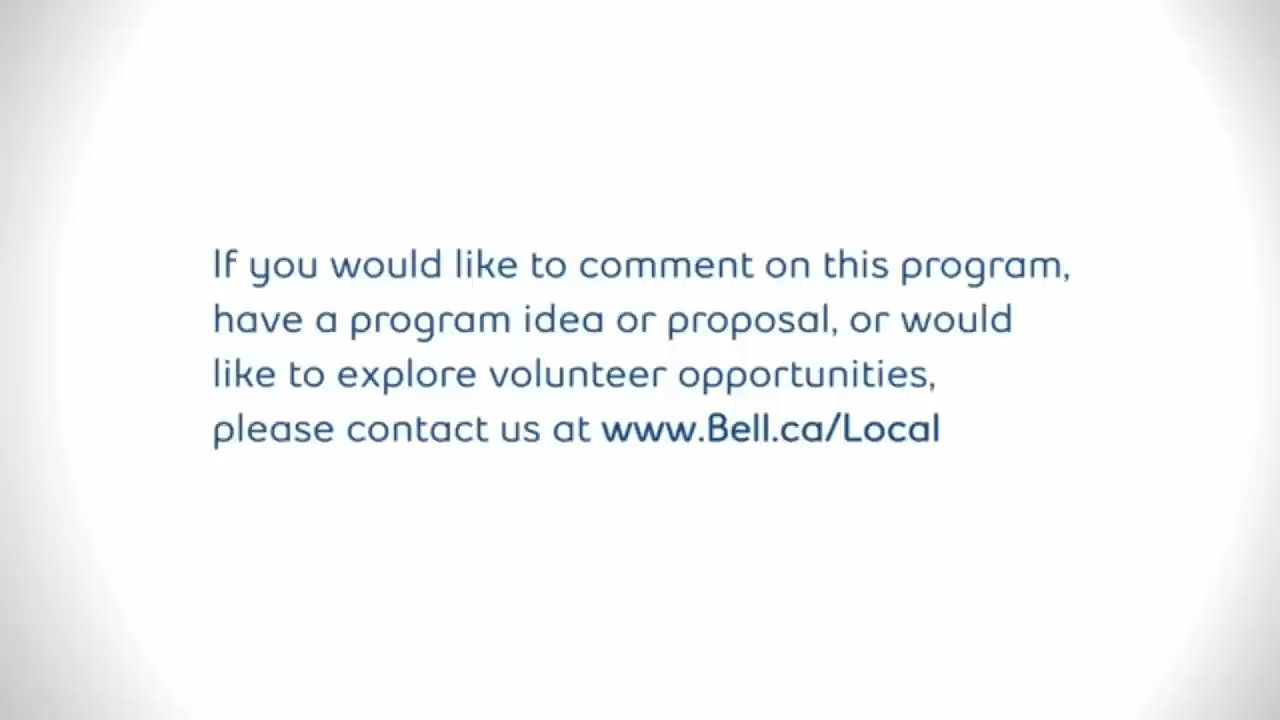 If you would like to comment on this program,
have a program idea or proposal, or would
like to explore volunteer opportunities,
please contact us at www.Bell.ca/Local